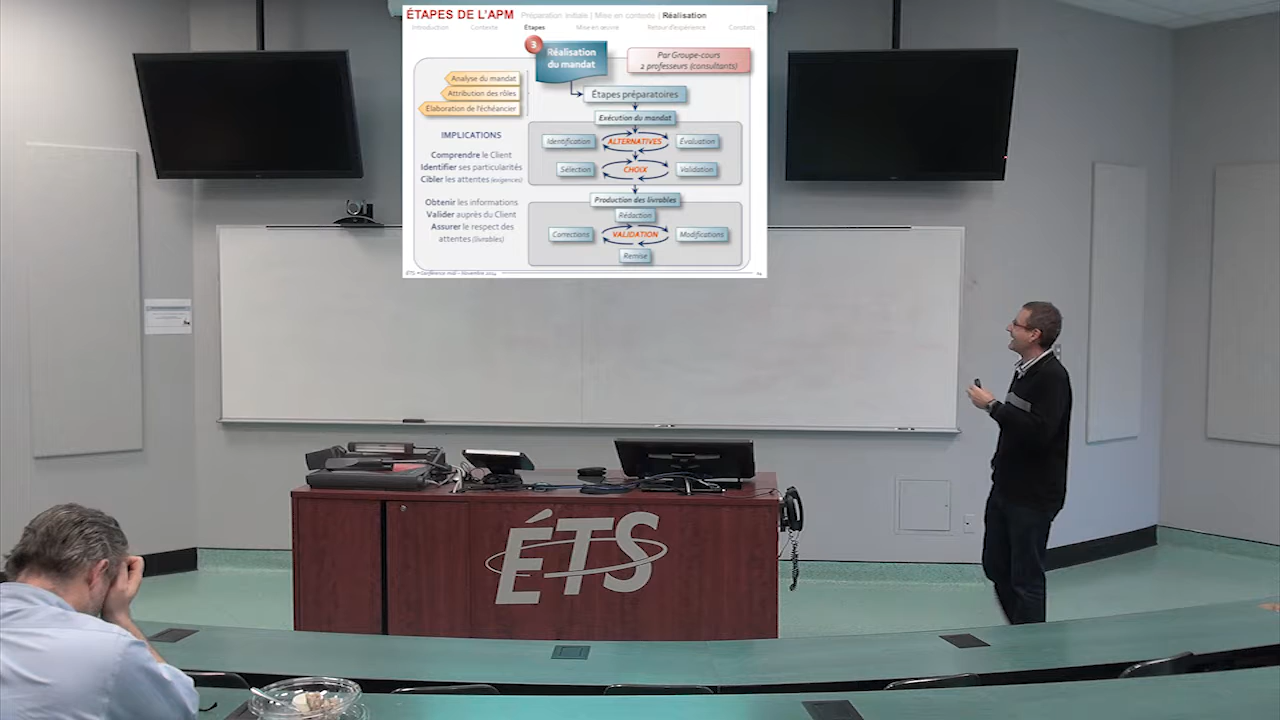 ÉTAPES DE L'APM
Préparation initiale | Mise en contexte | Réalisation
Introduction Contexte Étapes Mise en œuvre Retour d'expérience Constats
3
Réalisation
du mandat
Par Groupe-cours
2 professeurs (consultants)
Analyse du mandat
Attribution des rôles
Élaboration de l'échéancier
Étapes préparatoires
Exécution du mandat
IMPLICATIONS
Comprendre le Client
Identifier ses particularités
Cibler les attentes (exigences)
Obtenir les informations
Valider auprès du Client
Assurer le respect des
attentes (livrables)
Identification ALTERNATIVES Évaluation
Sélection CHOIX Validation
Production des livrables
Rédaction
Corrections VALIDATION Modifications
Remise
ÉTS